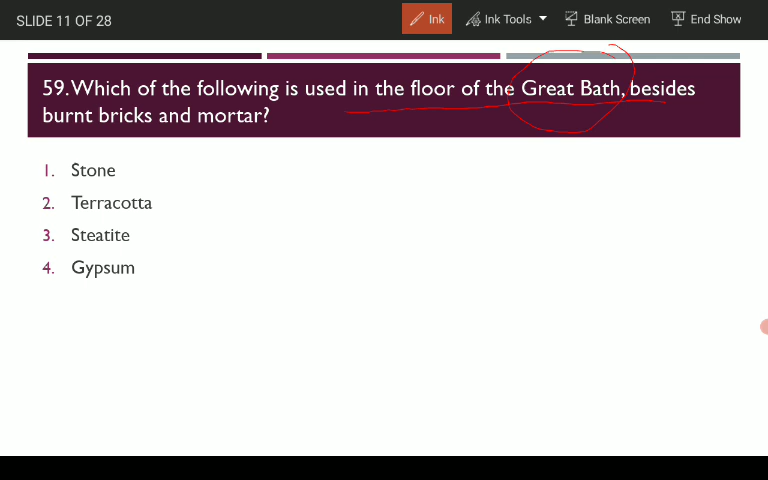 SLIDE 11 OF 28
Ink
Ink Tools
Blank Screen
End Show
59. Which of the following is used in the floor of the Great Bath, besides
burnt bricks and mortar?
1. Stone
2. Terracotta
3. Steatite
4. Gypsum